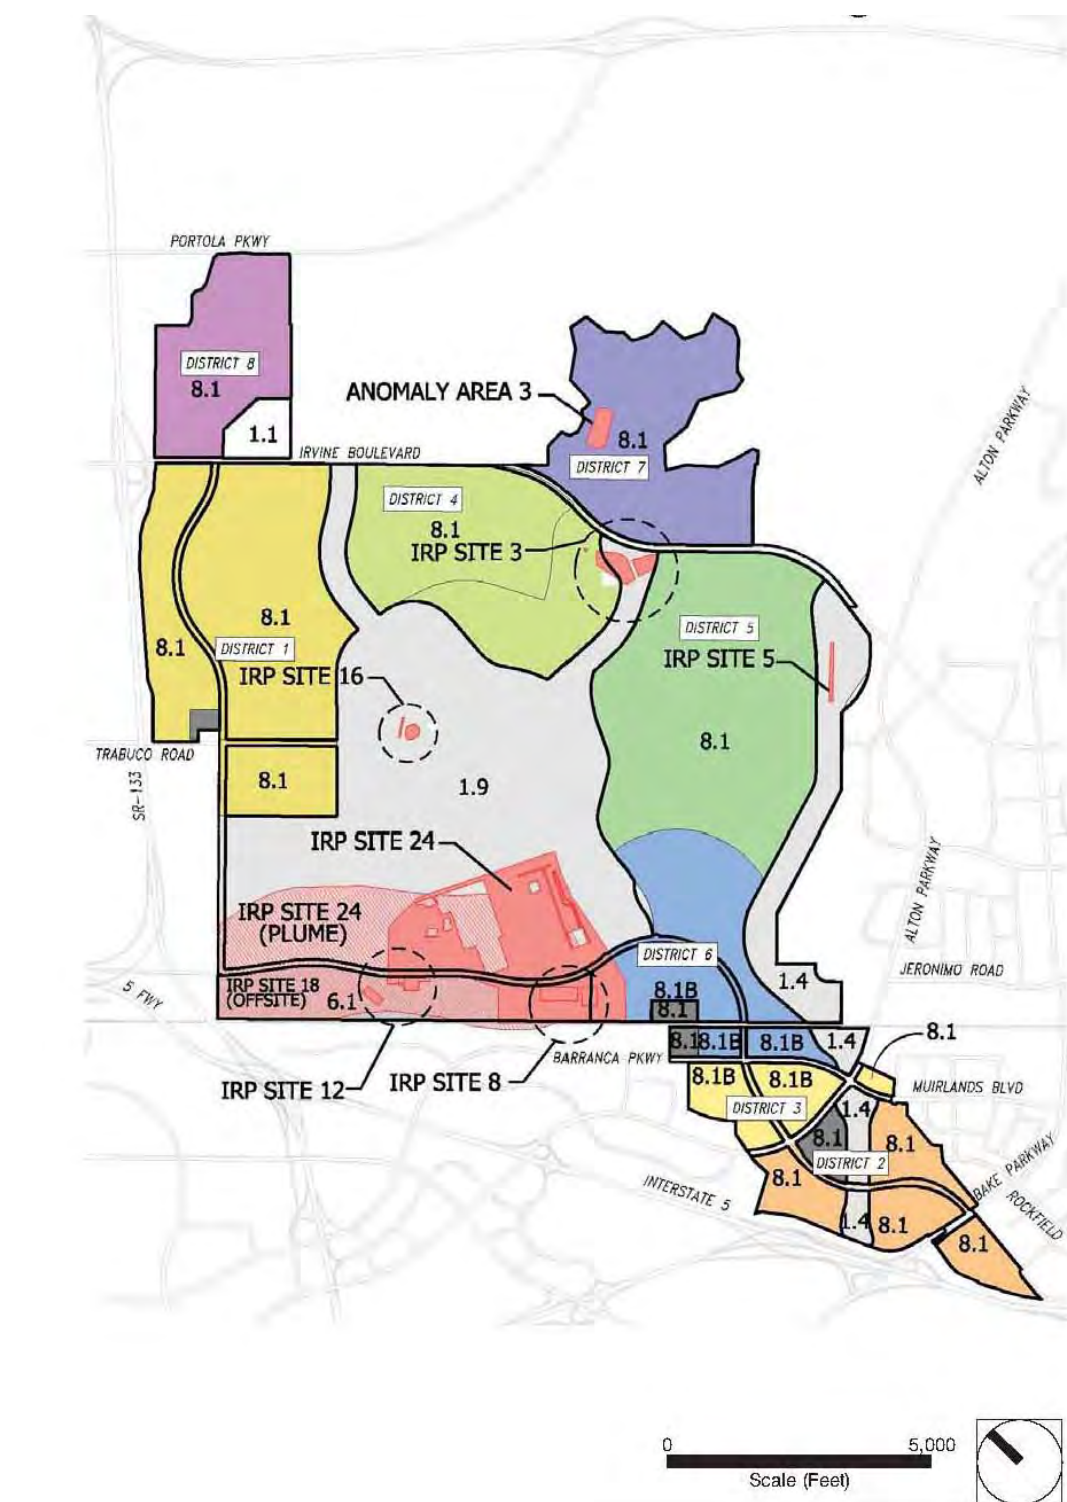 PORTOLA PKWY
DISTRICT 8
8.1
ANOMALY AREA 3
1.1
8.1
IRVINE BOULEVARD
DISTRICT 7
ALTON PARKWAY
DISTRICT 4
8.1
IRP SITE 3
8.1
DISTRICT 5
8.1
DISTRICT 1
IRP SITE 5
IRP SITE 16
8.1
TRABUCO ROAD
8.1
1.9
SR-133
IRP SITE 24
ALTON PARKWAY
IRP SITE 24
(PLUME)
DISTRICT 6
JERONIMO ROAD
IRP SITE 18
(OFFSITE)
6.1
1.4
5 FWY
8.1B
8.1
8.1
8.1B
8.1B
1.4
8.1
BARRANCA PKWY
IRP SITE 12
IRP SITE 8
8.1B
8.1B
MUIRLANDS BLVD
DISTRICT 3
1.4
8.1
8.1
DISTRICT 2
8.1
BAKE PARKWAY
INTERSTATE 5
ROCKFIELD
1.4
8.1
8.1
0
5,000
Scale (Feet)